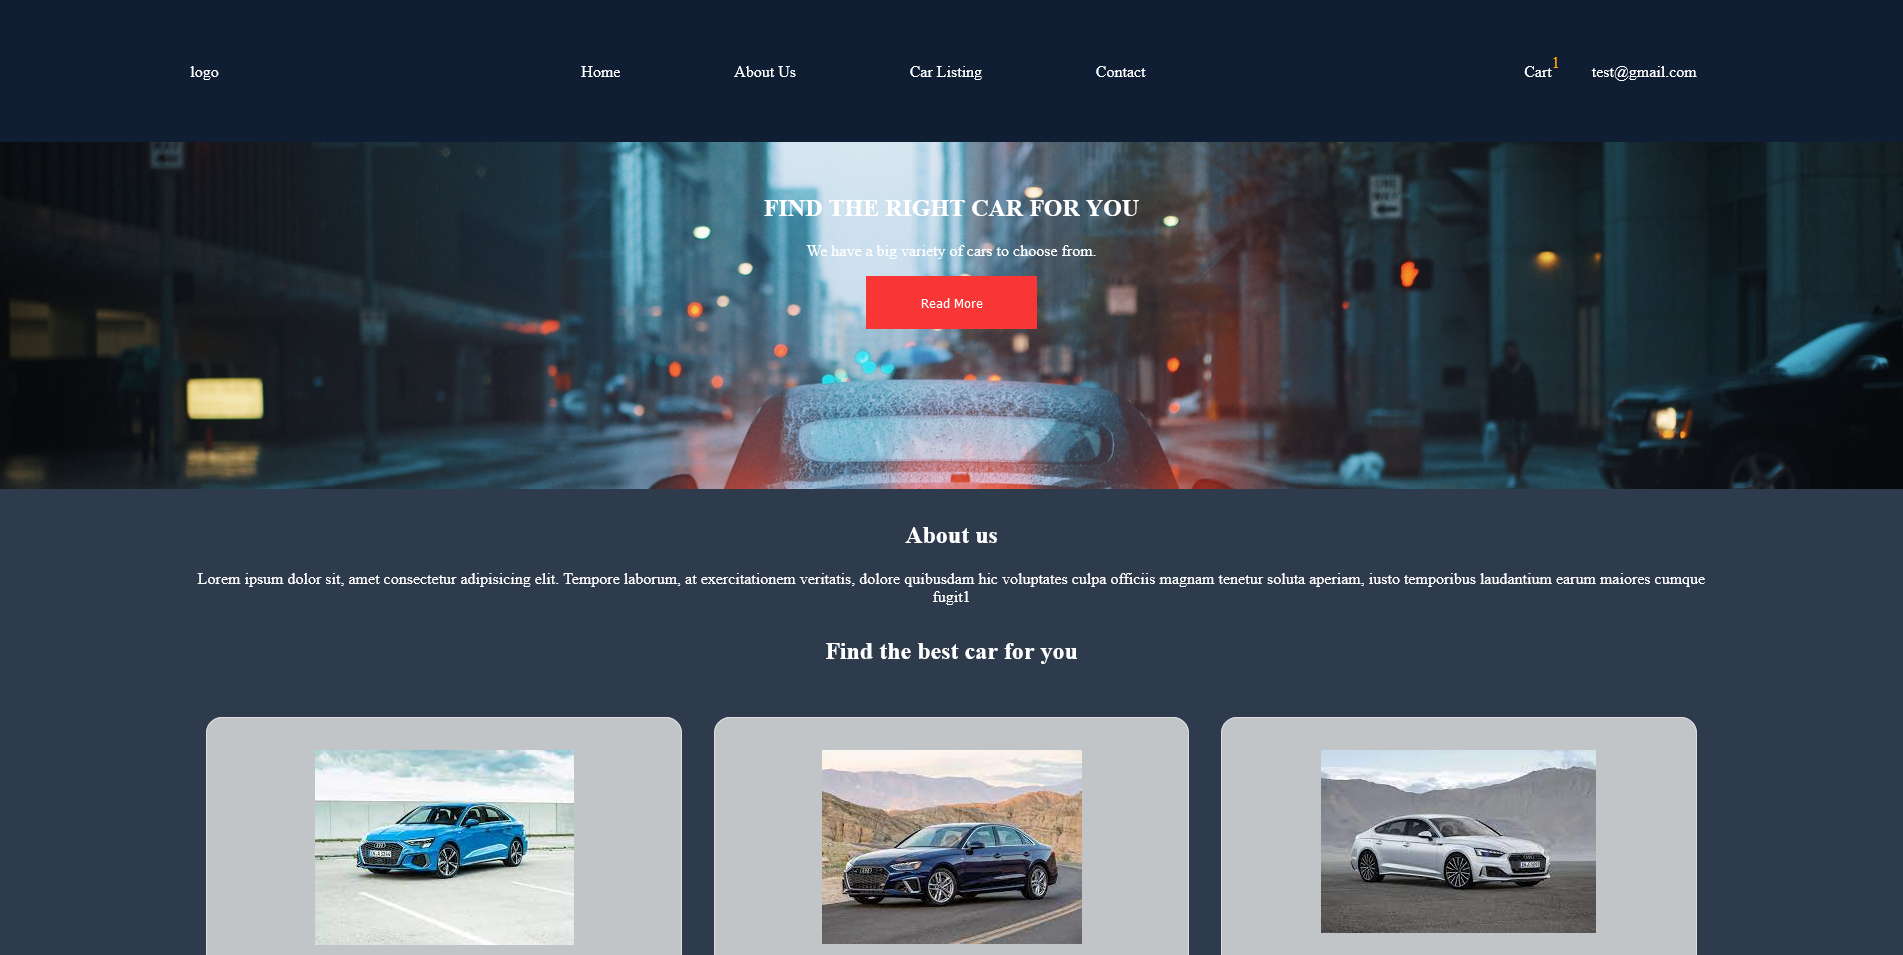 logo
Home
About Us
Car Listing
Contact
Cart1
test@gmail.com
FIND THE RIGHT CAR FOR YOU
We have a big variety of cars to choose from.
Read More
About us
Lorem ipsum dolor sit, amet consectetur adipisicing elit. Tempore laborum, at exercitationem veritatis, dolore quibusdam hic voluptates culpa officiis magnam tenetur soluta aperiam, iusto temporibus laudantium earum maiores cumque
fugit1
Find the best car for you